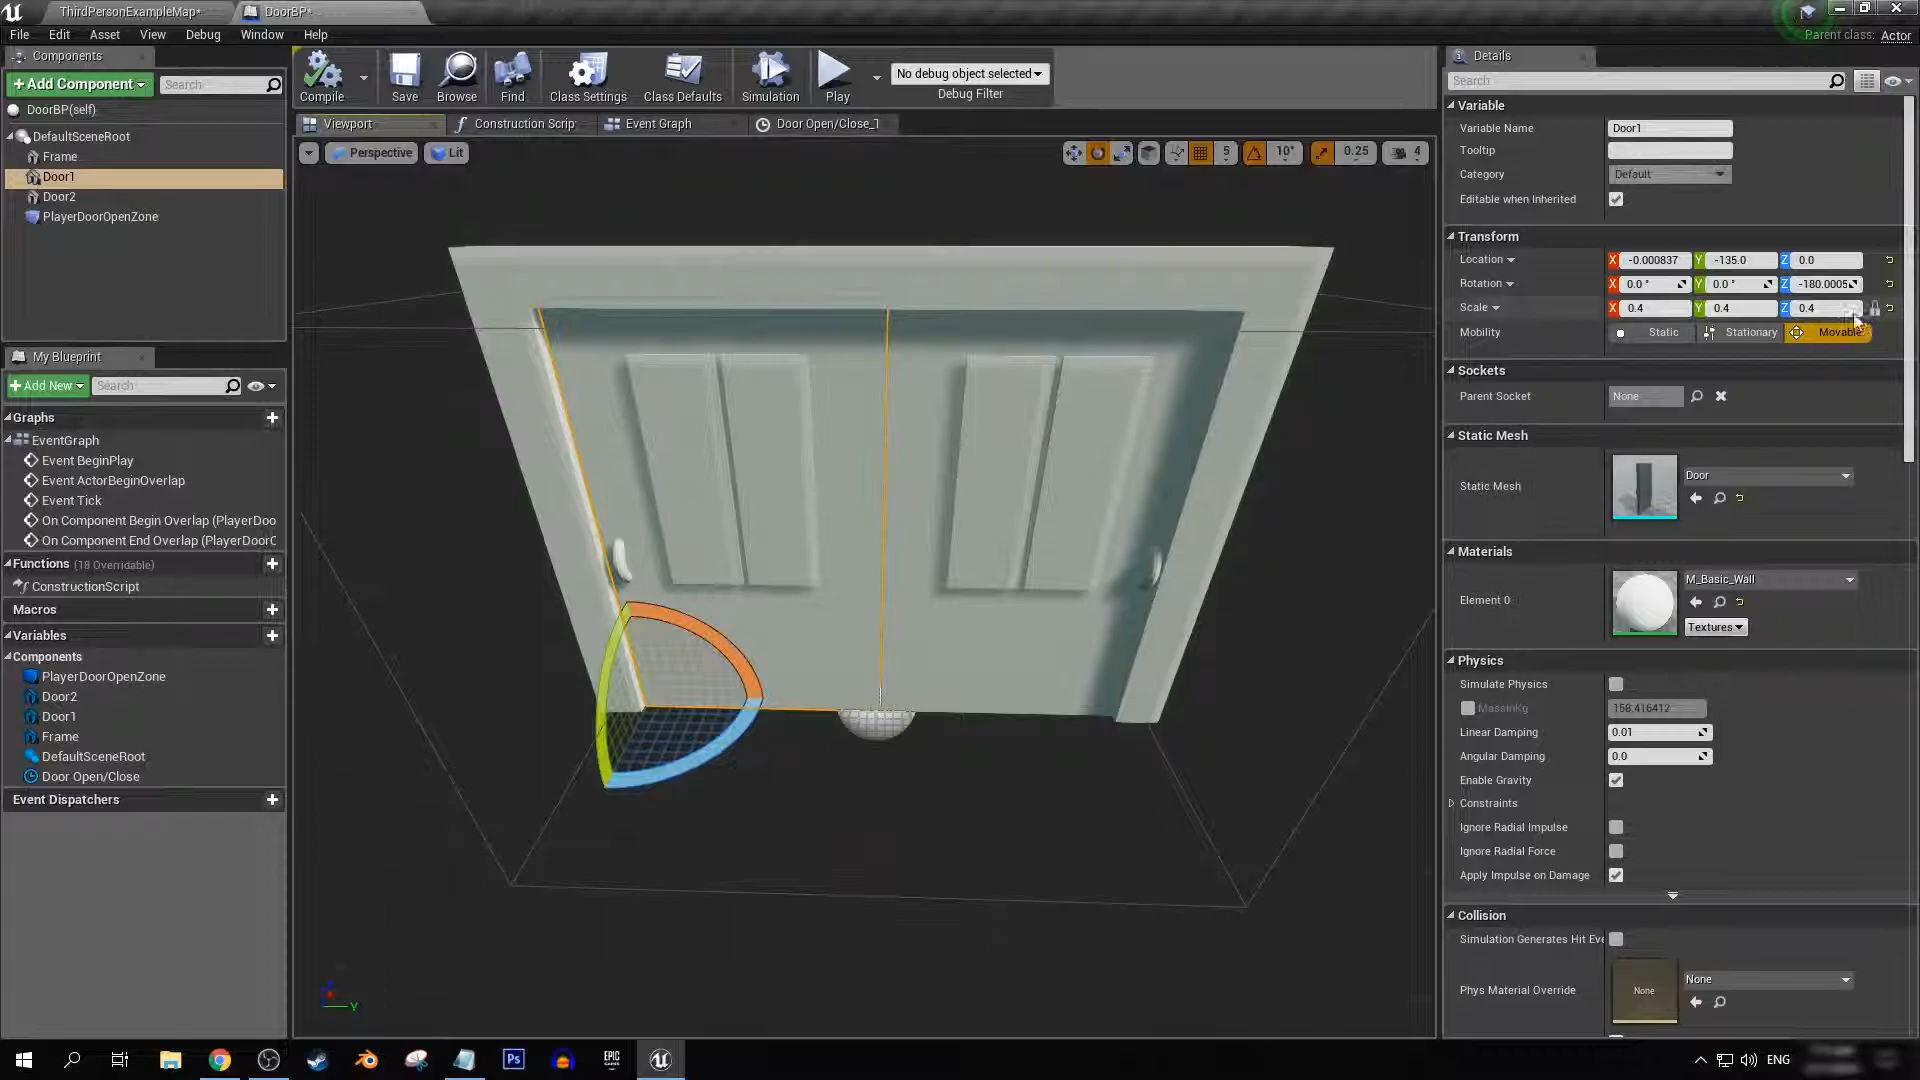 ThirdPersonExampleMap*
DoorBP*
File Edit Asset View Debug Window Help
Parent class: Actor
Components
+ Add Component
Search
DoorBP(self)
DefaultSceneRoot
Frame
Door1
Door2
PlayerDoorOpenZone
My Blueprint
+ Add New
Search
Graphs
EventGraph
Event BeginPlay
Event ActorBeginOverlap
Event Tick
On Component Begin Overlap (PlayerDoo
On Component End Overlap (PlayerDoorC
Functions (18 Overridable)
ConstructionScript
Macros
Variables
Components
PlayerDoorOpenZone
Door2
Door1
Frame
DefaultSceneRoot
Door Open/Close
Event Dispatchers
Compile Save Browse Find Class Settings Class Defaults Simulation Play
No debug object selected
Debug Filter
Viewport Construction Scrip Event Graph Door Open/Close_1
Perspective Lit
5 10° 0.25 4
Y
Details
Search
Variable
Variable Name Door1
Tooltip
Category Default
Editable when Inherited
Transform
Location X -0.000837 Y -135.0 Z 0.0
Rotation X 0.0 ° Y 0.0 ° Z -180.0005
Scale X 0.4 Y 0.4 Z 0.4
Mobility Static Stationary Movable
Sockets
Parent Socket None
Static Mesh
Static Mesh Door
Materials
Element 0 M_Basic_Wall
Textures
Physics
Simulate Physics
MassInKg 158.416412
Linear Damping 0.01
Angular Damping 0.0
Enable Gravity
Constraints
Ignore Radial Impulse
Ignore Radial Force
Apply Impulse on Damage
Collision
Simulation Generates Hit Eve
Phys Material Override None None
Ps
EPIC GAMES
ENG